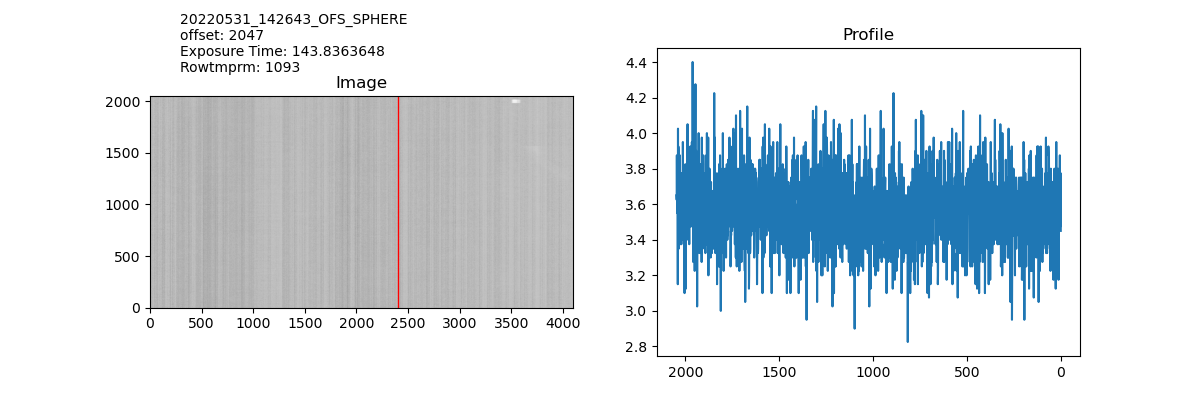 20220531_142643_OFS_SPHERE
offset: 2047
Exposure Time: 143.8363648
Rowtmprm: 1093
Image
2000
1500
1000
500
0
0 500 1000 1500 2000 2500 3000 3500 4000
Profile
4.4
4.2
4.0
3.8
3.6
3.4
3.2
3.0
2.8
2000 1500 1000 500 0